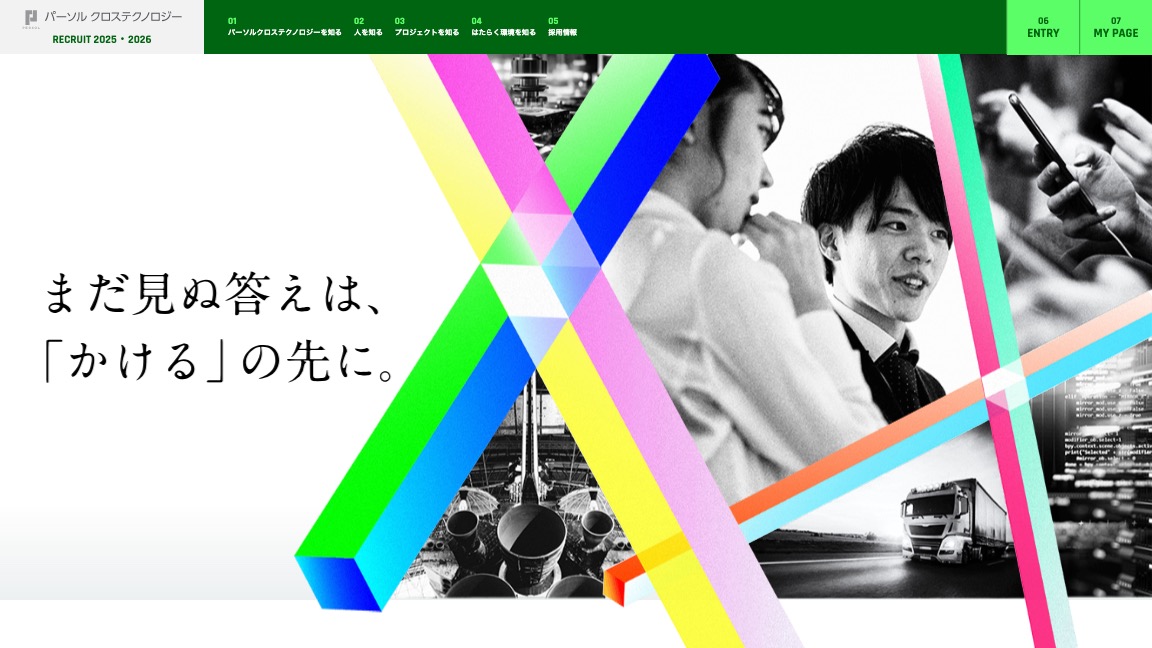 パーソル クロステクノロジー
RECRUIT 2025・2026
01
パーソルクロステクノロジーを知る
02
人を知る
03
プロジェクトを知る
04
はたらく環境を知る
05
採用情報
06
ENTRY
07
MY PAGE
まだ見ぬ答えは、
「かける」の先に。